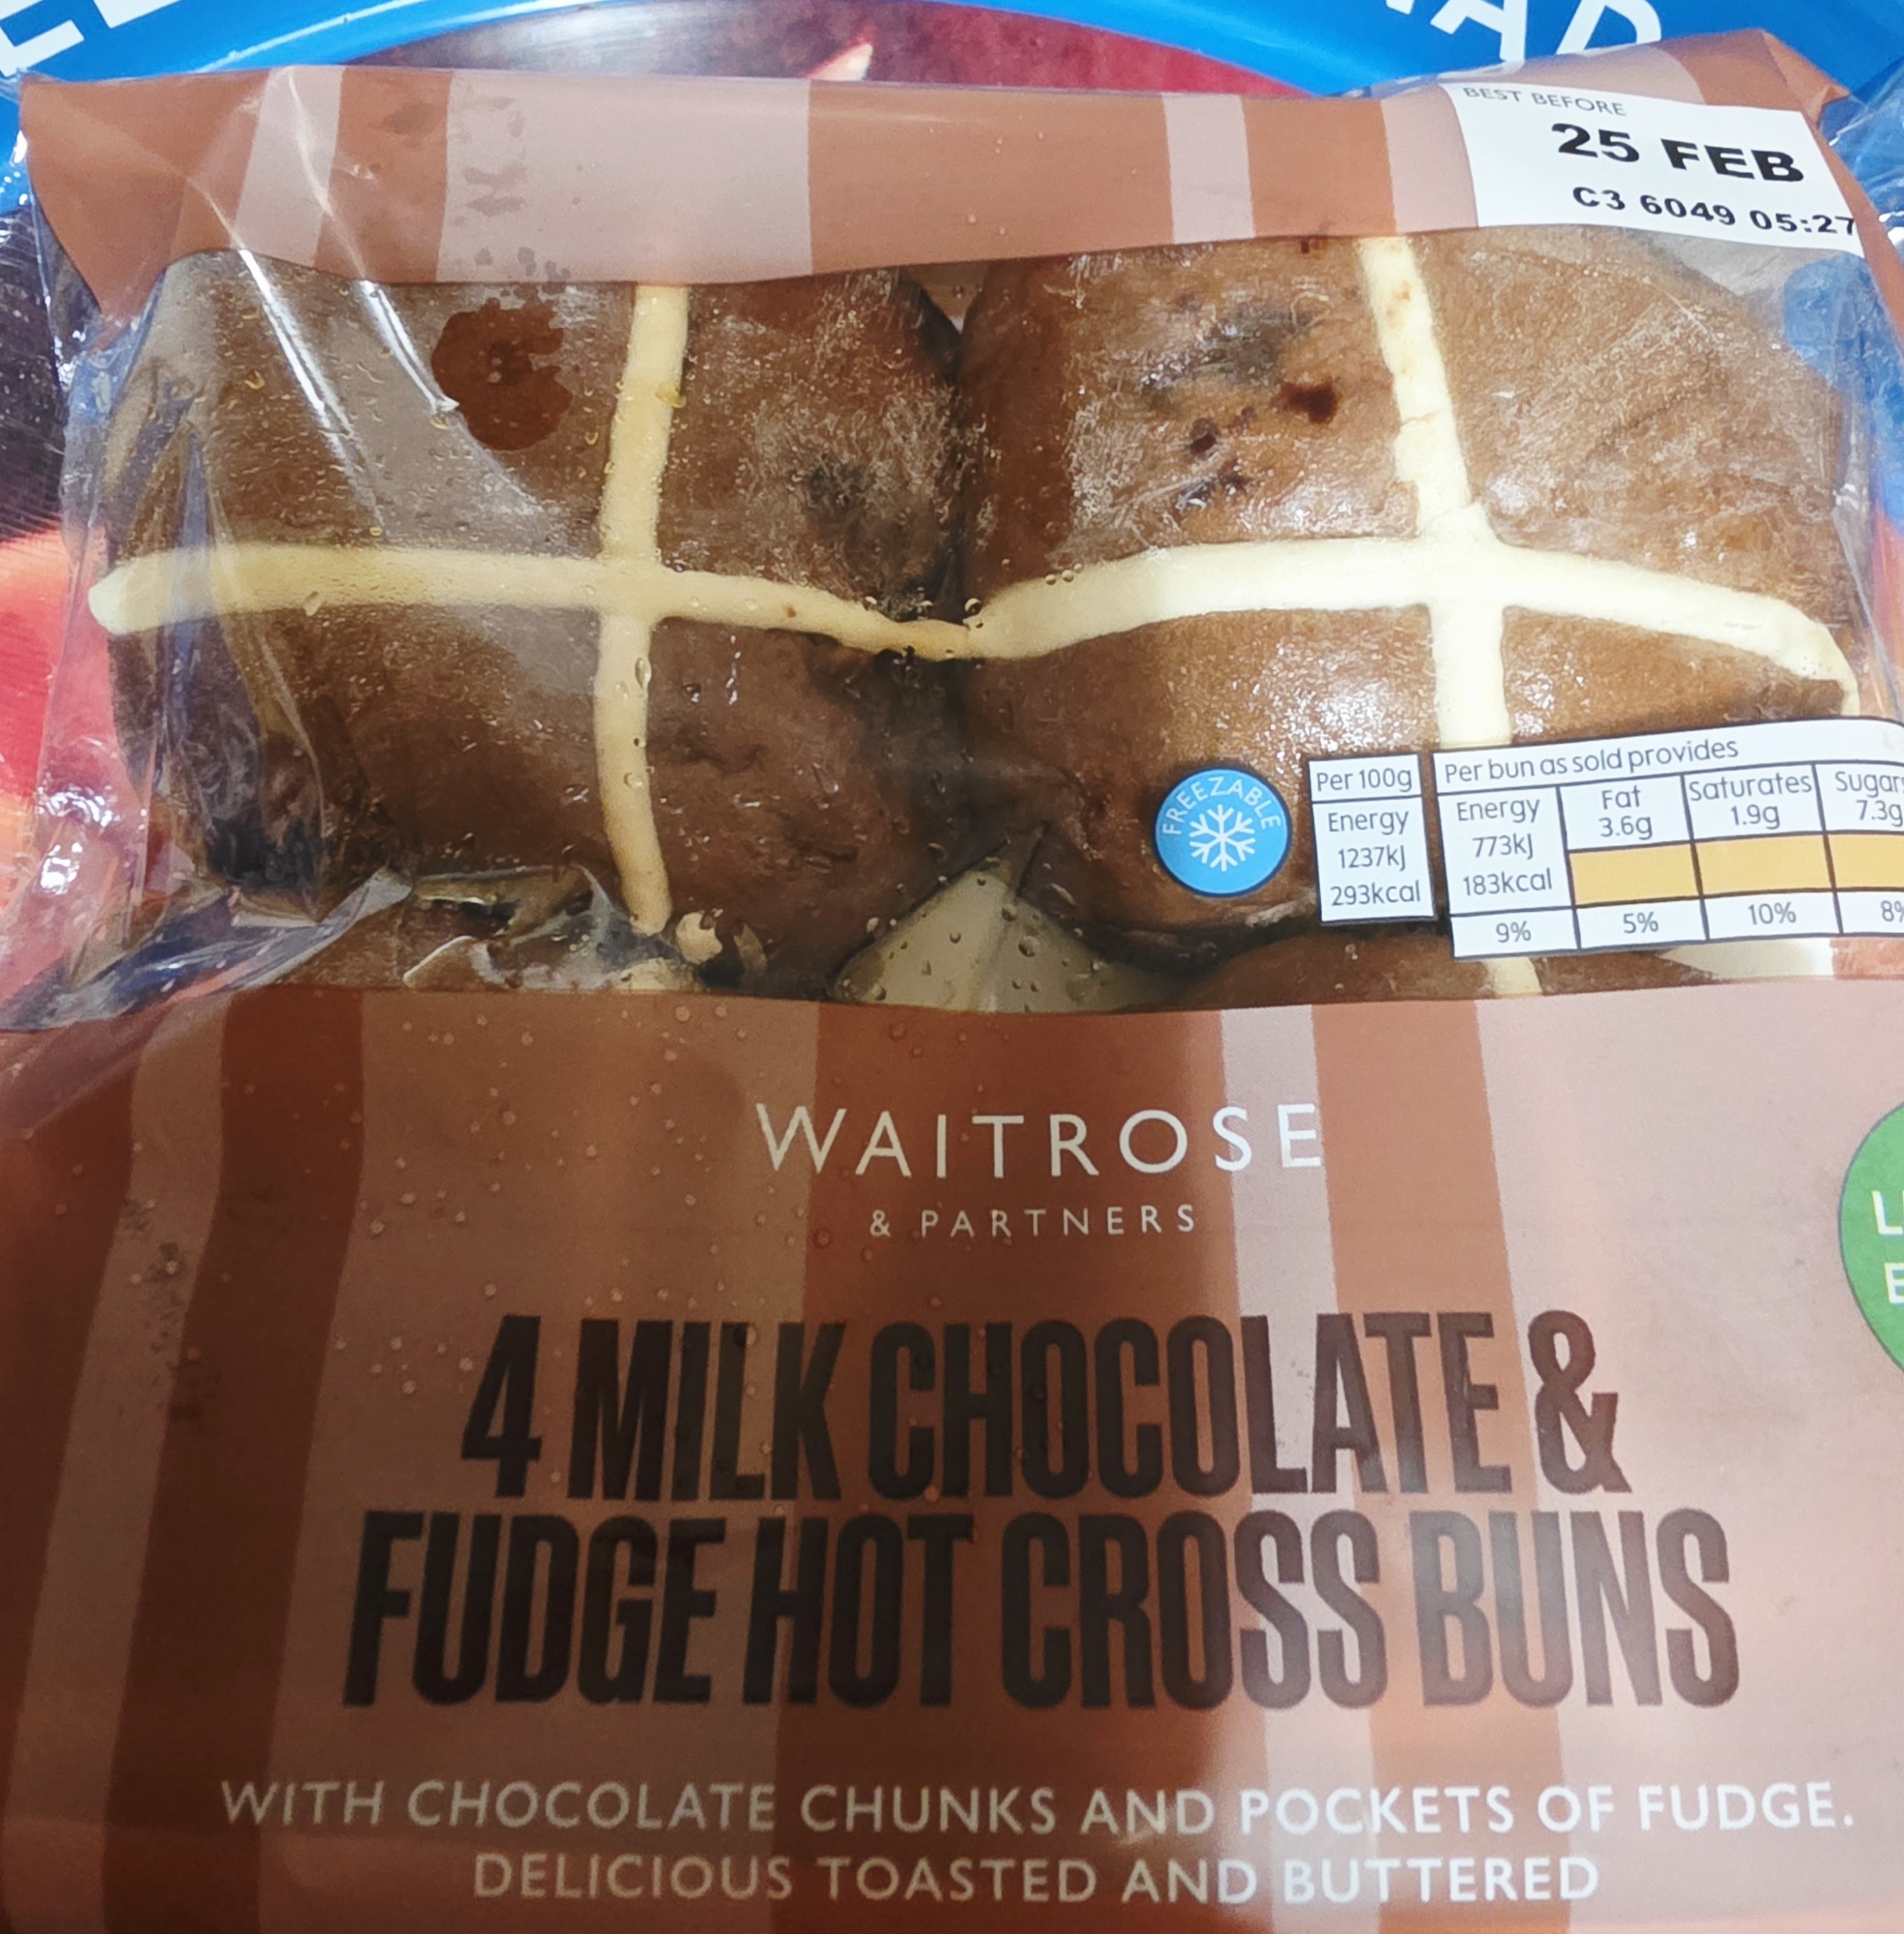 BEST BEFORE
25 FEB
C3 6049 05:27
FREEZABLE
Per 100g
Energy
1237kJ
293kcal
Per bun as sold provides
Energy
773kJ
183kcal
9%
Fat
3.6g
5%
Saturates
1.9g
10%
Sugars
7.3g
8%
WAITROSE
& PARTNERS
4 MILK CHOCOLATE &
FUDGE HOT CROSS BUNS
WITH CHOCOLATE CHUNKS AND POCKETS OF FUDGE.
DELICIOUS TOASTED AND BUTTERED